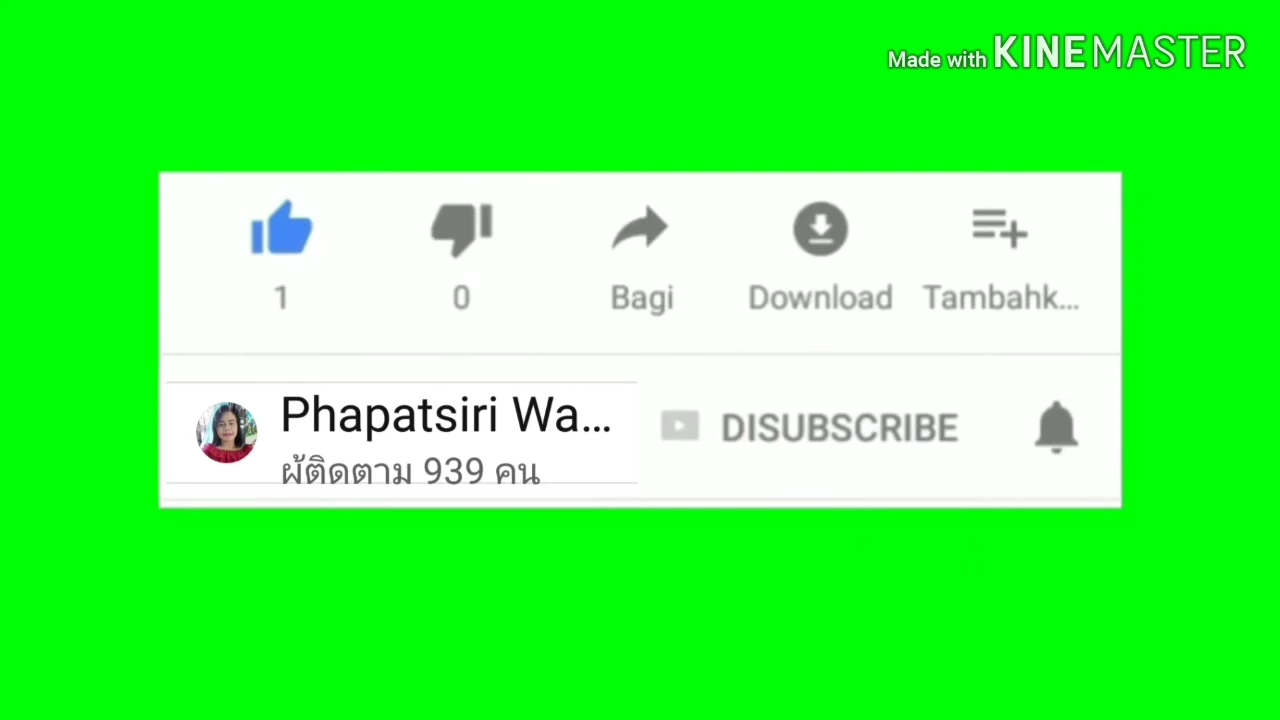 Made with KINEMASTER
1 0 Bagi Download Tambahk...
Phapatsiri Wa...
DISUBSCRIBE
ผู้ติดตาม 939 คน